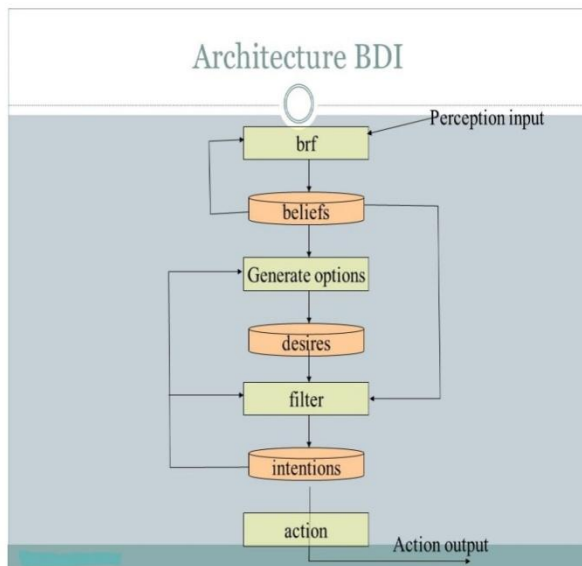 Architecture BDI
Perception input
brf
beliefs
Generate options
desires
filter
intentions
action
Action output